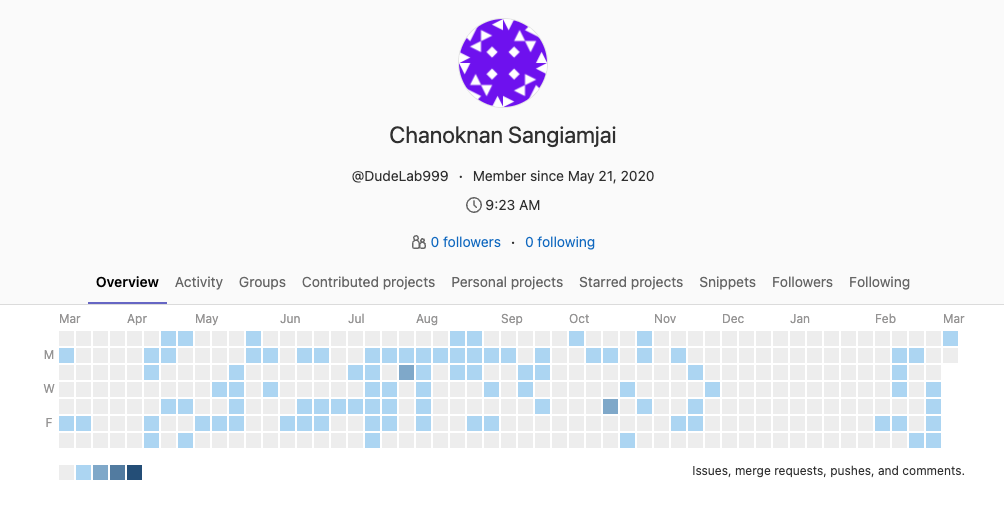 Chanoknan Sangiamjai
@DudeLab999 · Member since May 21, 2020
9:23 AM
0 followers · 0 following
Overview Activity Groups Contributed projects Personal projects Starred projects Snippets Followers Following
Mar Apr May Jun Jul Aug Sep Oct Nov Dec Jan Feb Mar
M
W
F
Issues, merge requests, pushes, and comments.